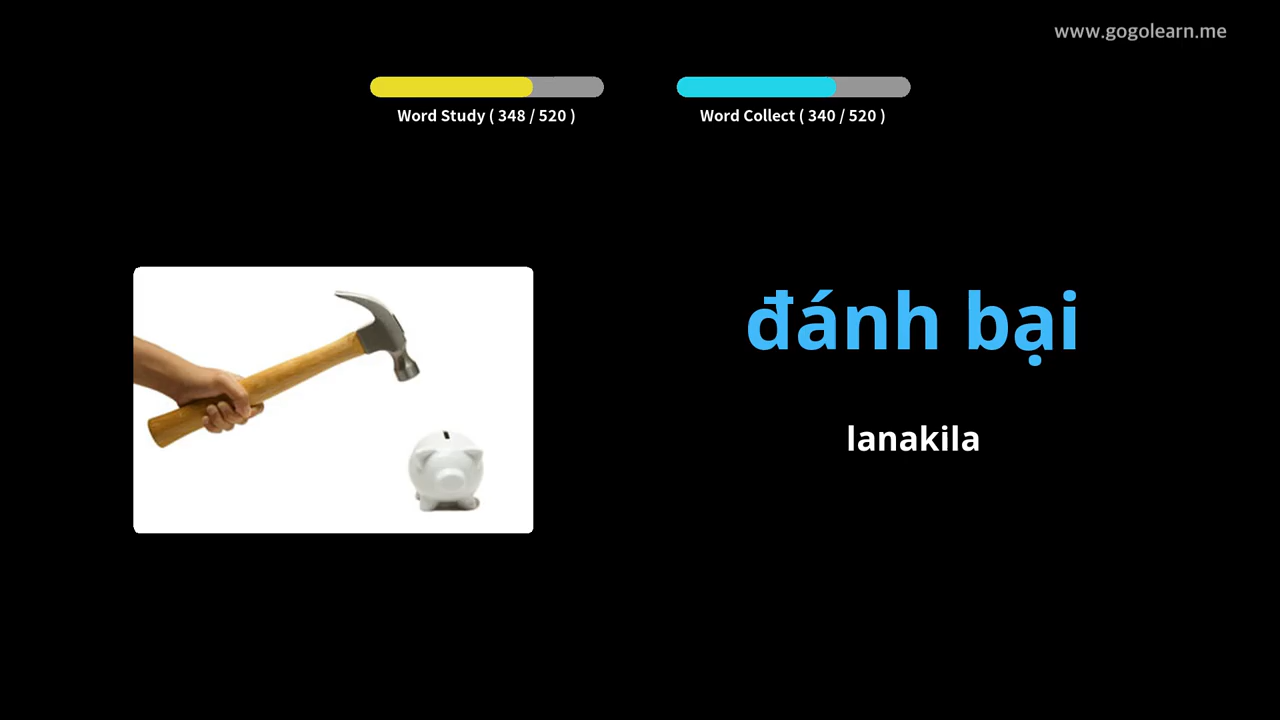 www.gogolearn.me
Word Study ( 348 / 520 )
Word Collect ( 340 / 520 )
đánh bại
lanakila